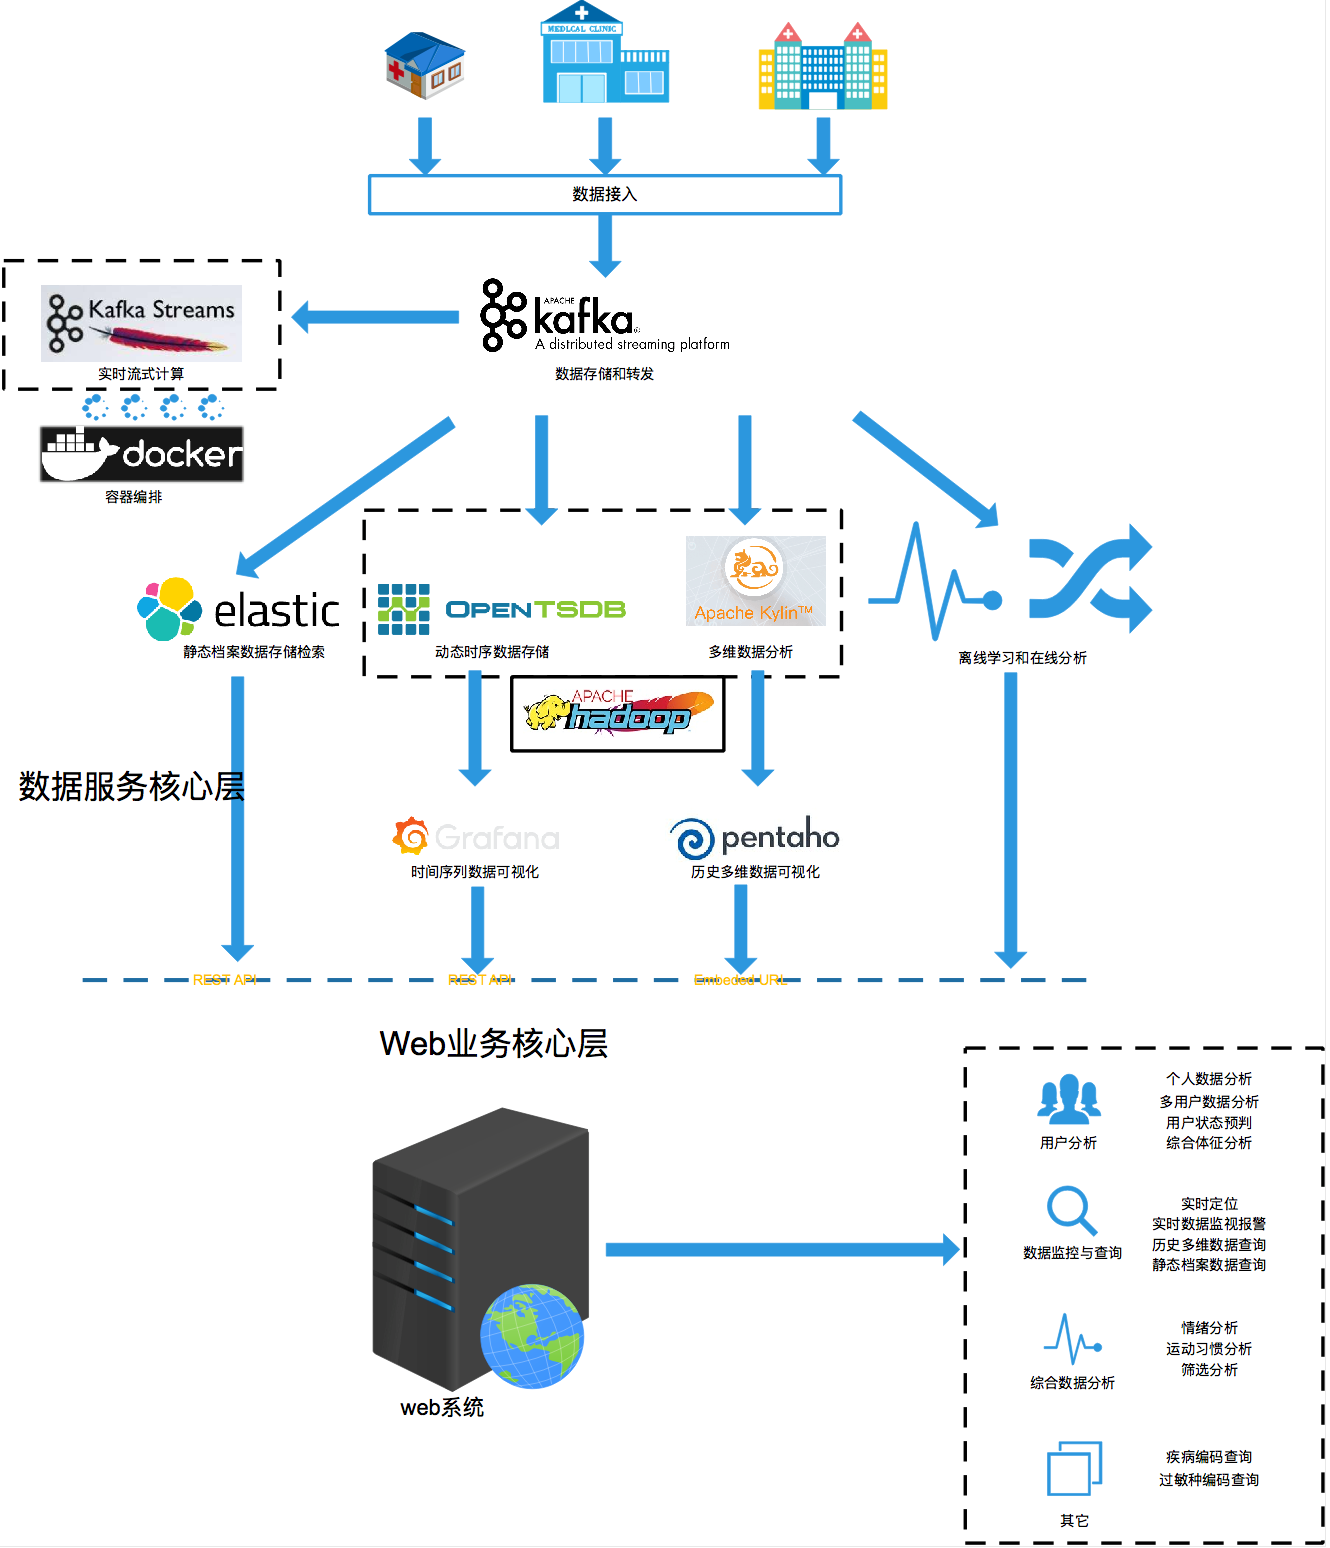 MEDLCAL CLINIC
数据接入
Kafka Streams
实时流式计算
APACHE
kafka®
A distributed streaming platform
数据存储和转发
docker
容器编排
elastic
静态档案数据存储检索
OPENTSDB
动态时序数据存储
Apache Kylin™
多维数据分析
离线学习和在线分析
APACHE
hadoop
数据服务核心层
Grafana
时间序列数据可视化
pentaho
历史多维数据可视化
REST API
REST API
Embeded URL
Web业务核心层
web系统
用户分析
个人数据分析
多用户数据分析
用户状态预判
综合体征分析
数据监控与查询
实时定位
实时数据监视报警
历史多维数据查询
静态档案数据查询
综合数据分析
情绪分析
运动习惯分析
筛选分析
其它
疾病编码查询
过敏种编码查询